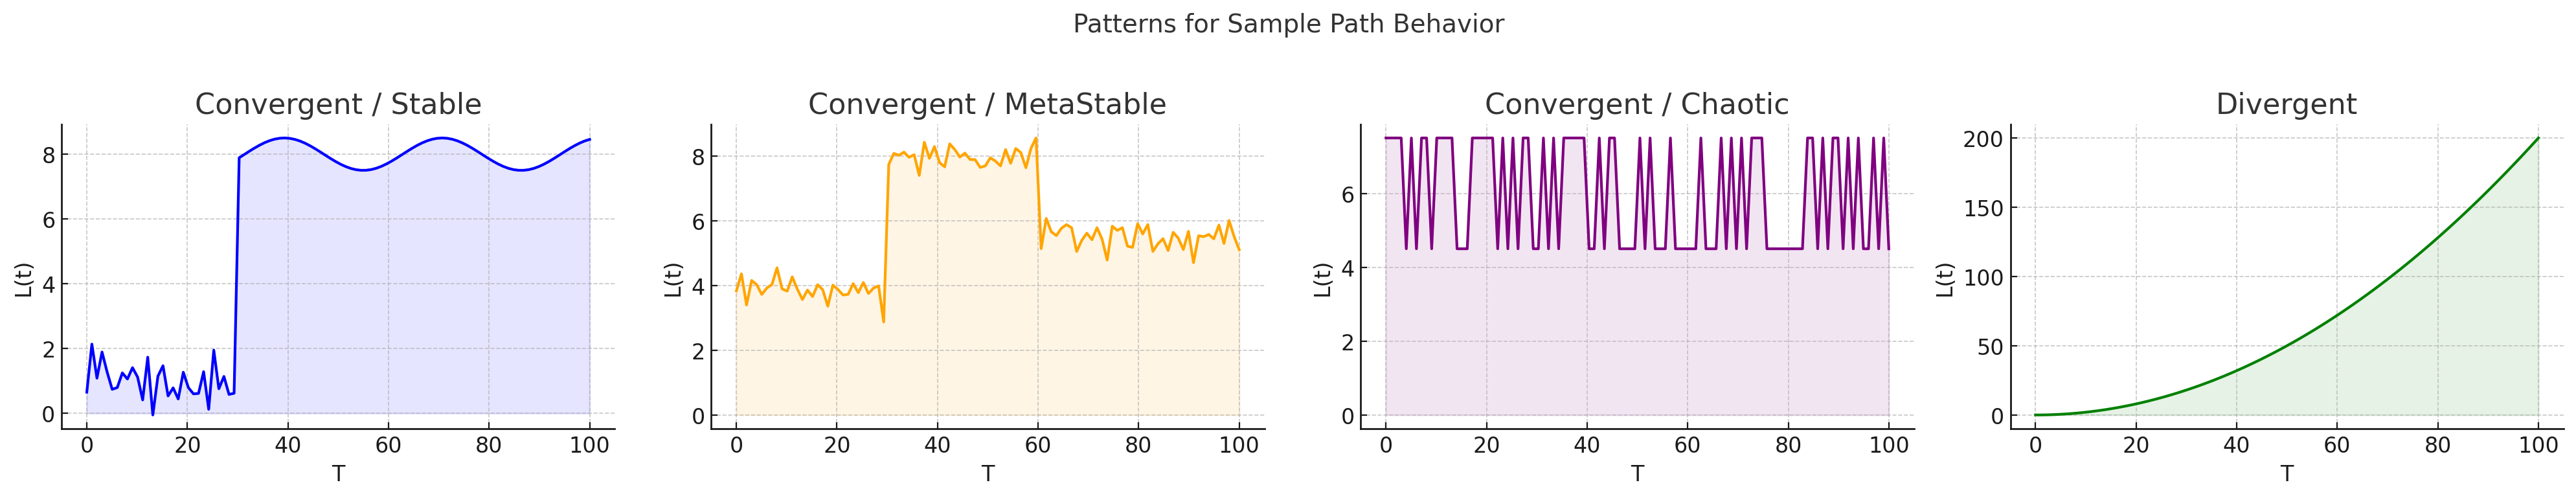 Patterns for Sample Path Behavior
Convergent / Stable
L(t)
8
6
4
2
0
0 20 40 60 80 100
T
Convergent / MetaStable
L(t)
8
6
4
2
0
0 20 40 60 80 100
T
Convergent / Chaotic
L(t)
6
4
2
0
0 20 40 60 80 100
T
Divergent
L(t)
200
150
100
50
0
0 20 40 60 80 100
T